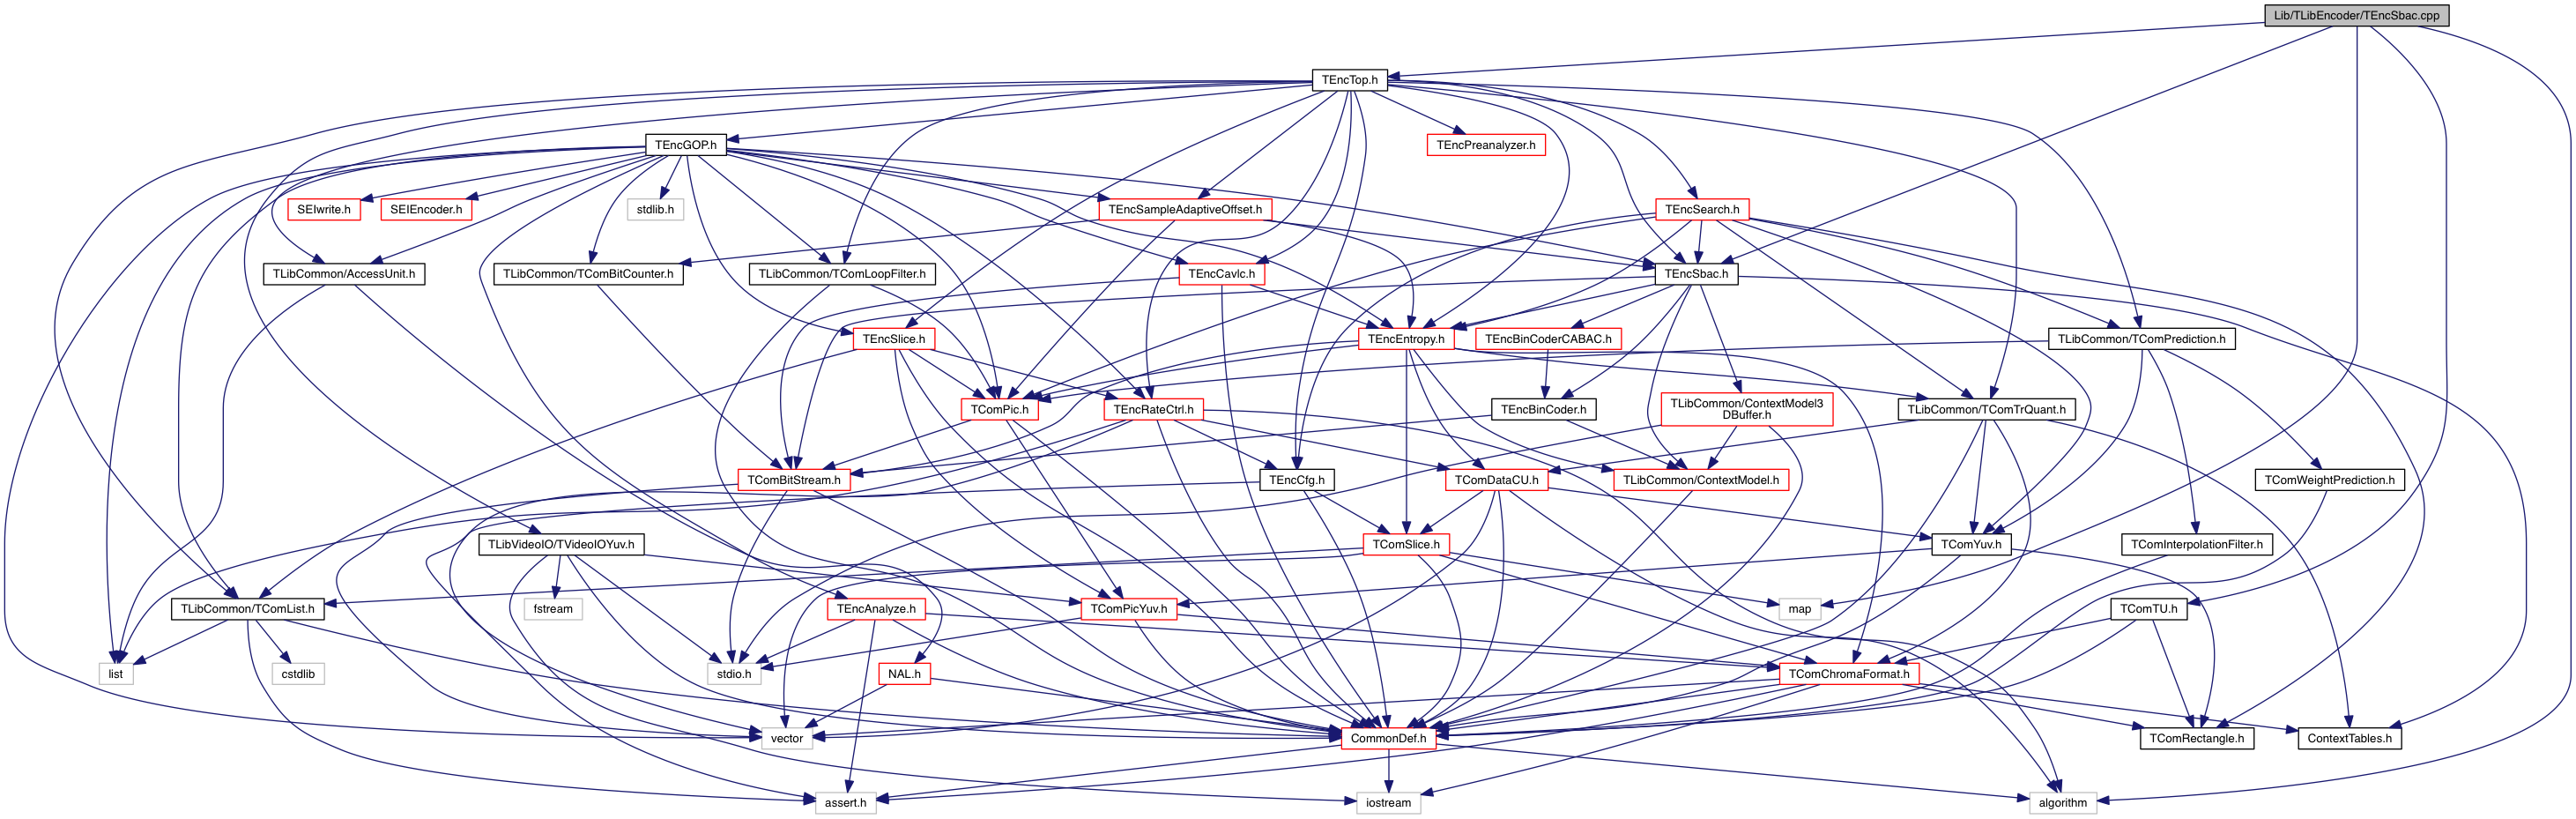 Lib/TLibEncoder/TEncSbac.cpp
TEncTop.h
TEncGOP.h
TEncPreanalyzer.h
SEIwrite.h
SEIEncoder.h
stdlib.h
TEncSampleAdaptiveOffset.h
TEncSearch.h
TLibCommon/AccessUnit.h
TLibCommon/TComBitCounter.h
TLibCommon/TComLoopFilter.h
TEncCavlc.h
TEncSbac.h
TEncSlice.h
TEncEntropy.h
TEncBinCoderCABAC.h
TLibCommon/TComPrediction.h
TComPic.h
TEncRateCtrl.h
TEncBinCoder.h
TLibCommon/ContextModel3
DBuffer.h
TLibCommon/TComTrQuant.h
TComBitStream.h
TEncCfg.h
TComDataCU.h
TLibCommon/ContextModel.h
TComWeightPrediction.h
TLibVideoIO/TVideoIOYuv.h
TComSlice.h
TComYuv.h
TComInterpolationFilter.h
TLibCommon/TComList.h
fstream
TEncAnalyze.h
TComPicYuv.h
map
TComTU.h
list
cstdlib
stdio.h
NAL.h
TComChromaFormat.h
vector
CommonDef.h
TComRectangle.h
ContextTables.h
assert.h
iostream
algorithm